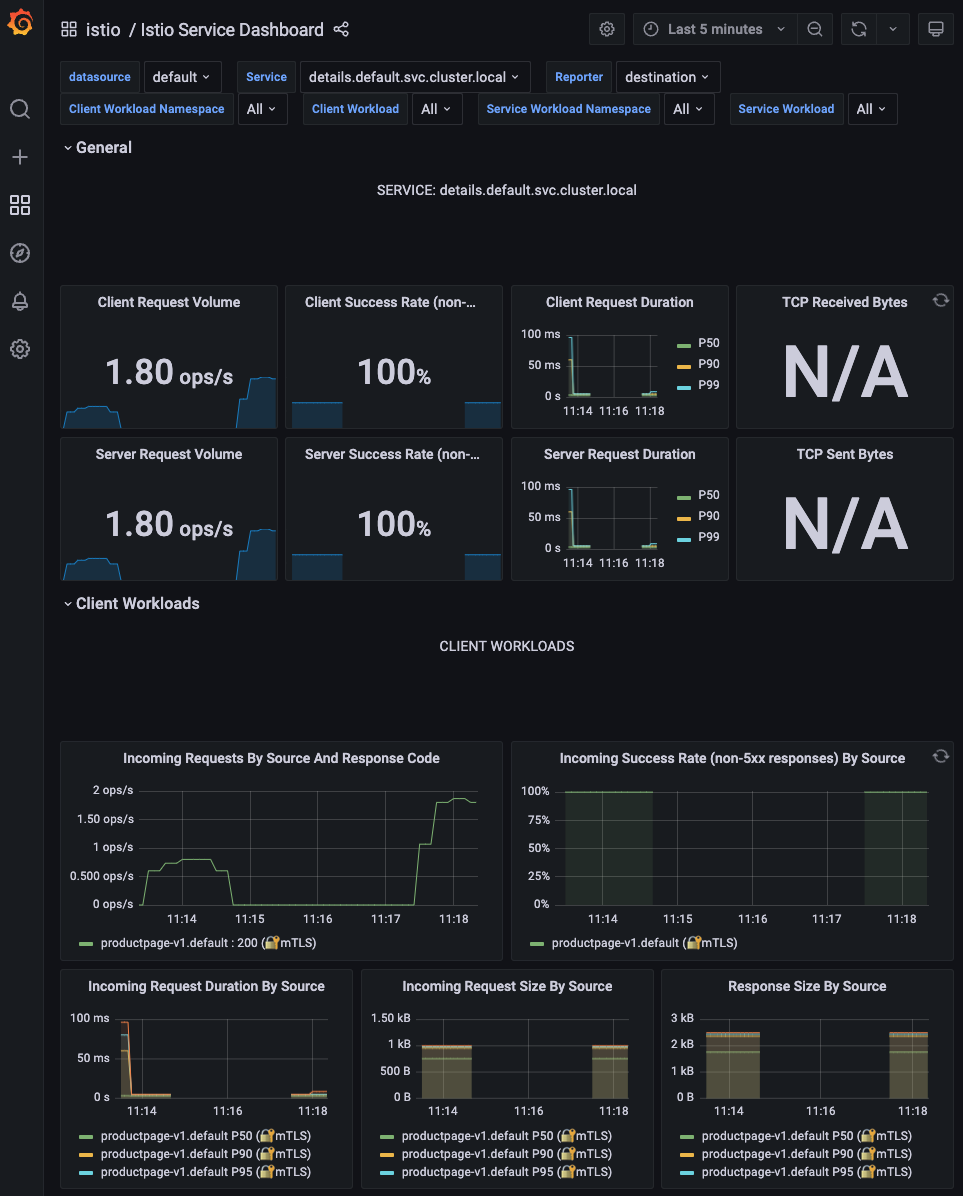 istio / Istio Service Dashboard
Last 5 minutes
datasource default Service details.default.svc.cluster.local Reporter destination
Client Workload Namespace All Client Workload All Service Workload Namespace All Service Workload All
General
SERVICE: details.default.svc.cluster.local
Client Request Volume
1.80 ops/s
Client Success Rate (non-...
100%
Client Request Duration
100 ms
50 ms
0 s
11:14 11:16 11:18
P50
P90
P99
TCP Received Bytes
N/A
Server Request Volume
1.80 ops/s
Server Success Rate (non-...
100%
Server Request Duration
100 ms
50 ms
0 s
11:14 11:16 11:18
P50
P90
P99
TCP Sent Bytes
N/A
Client Workloads
CLIENT WORKLOADS
Incoming Requests By Source And Response Code
2 ops/s
1.50 ops/s
1 ops/s
0.500 ops/s
0 ops/s
11:14 11:15 11:16 11:17 11:18
productpage-v1.default : 200 (🔐mTLS)
Incoming Success Rate (non-5xx responses) By Source
100%
75%
50%
25%
0%
11:14 11:15 11:16 11:17 11:18
productpage-v1.default (🔐mTLS)
Incoming Request Duration By Source
100 ms
50 ms
0 s
11:14 11:16 11:18
productpage-v1.default P50 (🔐mTLS)
productpage-v1.default P90 (🔐mTLS)
productpage-v1.default P95 (🔐mTLS)
Incoming Request Size By Source
1.50 kB
1 kB
500 B
0 B
11:14 11:16 11:18
productpage-v1.default P50 (🔐mTLS)
productpage-v1.default P90 (🔐mTLS)
productpage-v1.default P95 (🔐mTLS)
Response Size By Source
3 kB
2 kB
1 kB
0 B
11:14 11:16 11:18
productpage-v1.default P50 (🔐mTLS)
productpage-v1.default P90 (🔐mTLS)
productpage-v1.default P95 (🔐mTLS)